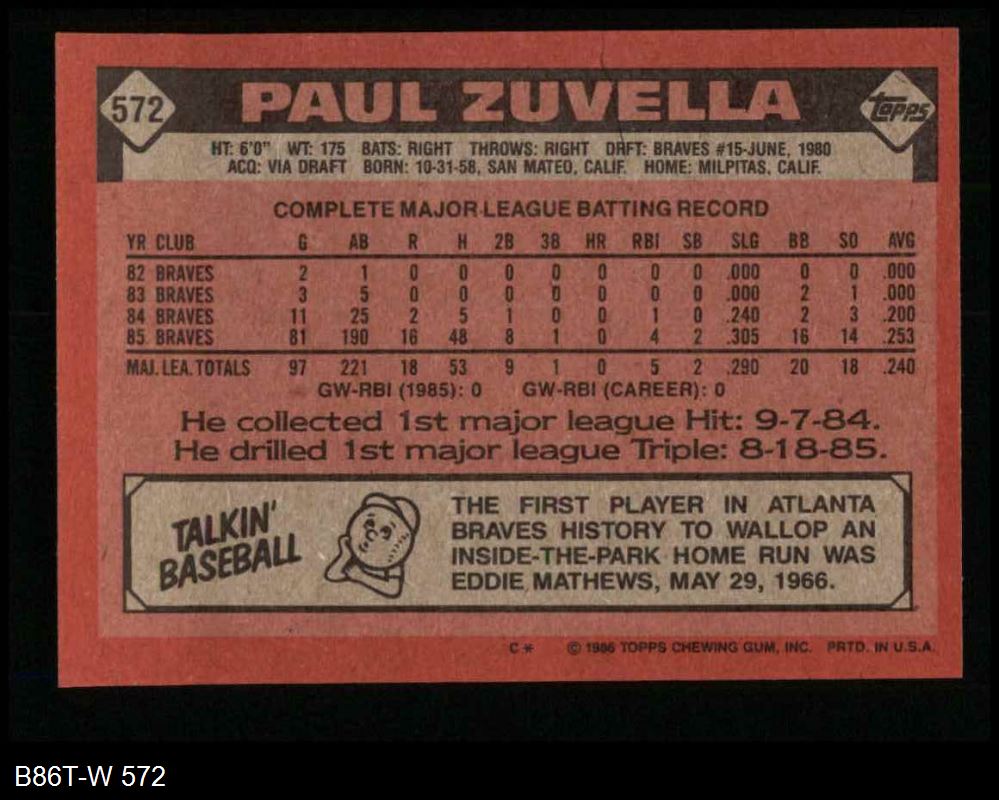 572 PAUL ZUVELLA topps
HT: 6'0" WT: 175 BATS: RIGHT THROWS: RIGHT DRFT: BRAVES #15-JUNE, 1980
ACQ: VIA DRAFT BORN: 10-31-58, SAN MATEO, CALIF. HOME: MILPITAS, CALIF.
COMPLETE MAJOR LEAGUE BATTING RECORD
YR CLUB G AB R H 2B 3B HR RBI SB SLG BB SO AVG
82 BRAVES 2 1 0 0 0 0 0 0 0 .000 0 0 .000
83 BRAVES 3 5 0 0 0 0 0 0 0 .000 2 1 .000
84 BRAVES 11 25 2 5 1 0 0 1 0 .240 2 3 .200
85 BRAVES 81 190 16 48 8 1 0 4 2 .305 16 14 .253
MAJ. LEA. TOTALS 97 221 18 53 9 1 0 5 2 .290 20 18 .240
GW-RBI (1985): 0 GW-RBI (CAREER): 0
He collected 1st major league Hit: 9-7-84.
He drilled 1st major league Triple: 8-18-85.
TALKIN'
BASEBALL
THE FIRST PLAYER IN ATLANTA
BRAVES HISTORY TO WALLOP AN
INSIDE-THE-PARK HOME RUN WAS
EDDIE MATHEWS, MAY 29, 1966.
C* © 1986 TOPPS CHEWING GUM, INC. PRTD. IN U.S.A.
B86T-W 572